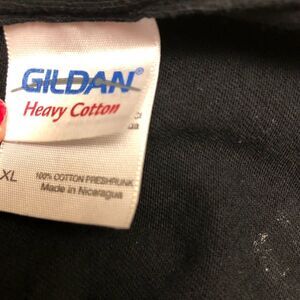 GILDAN®
Heavy Cotton
XL
100% COTTON PRESHRUNK
Made in Nicaragua